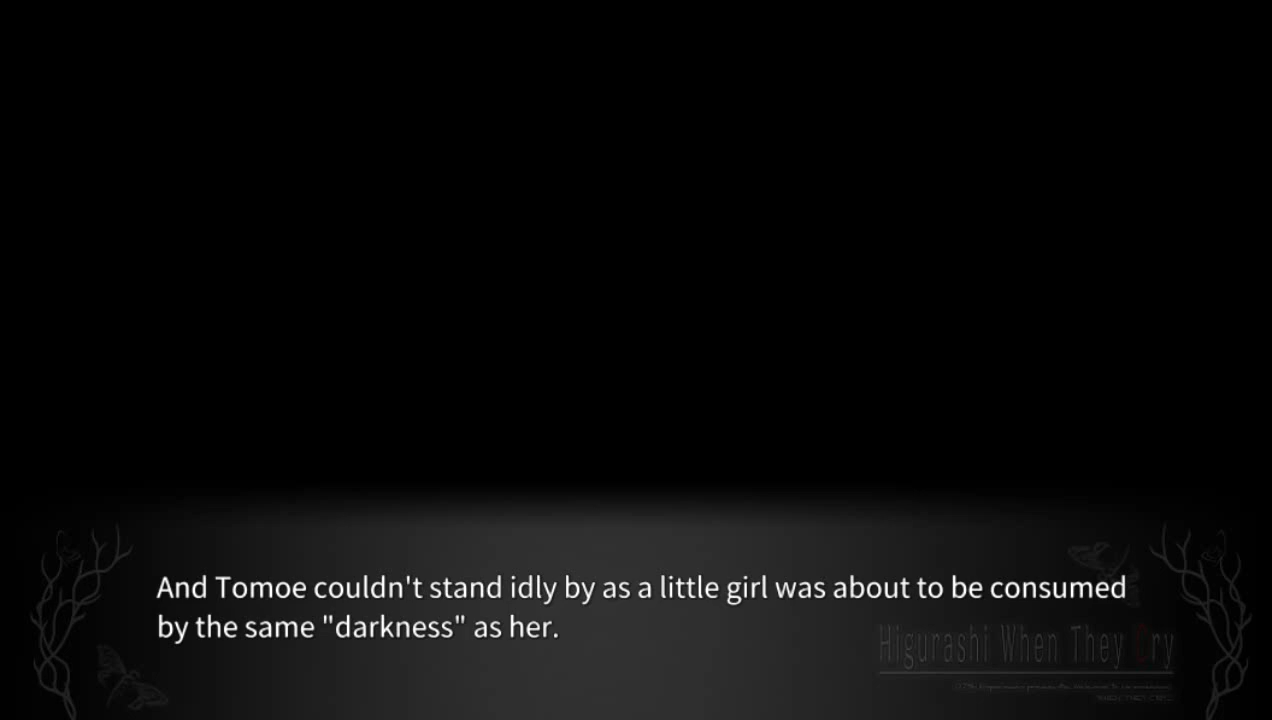 And Tomoe couldn't stand idly by as a little girl was about to be consumed
by the same "darkness" as her.
Higurashi When They Cry